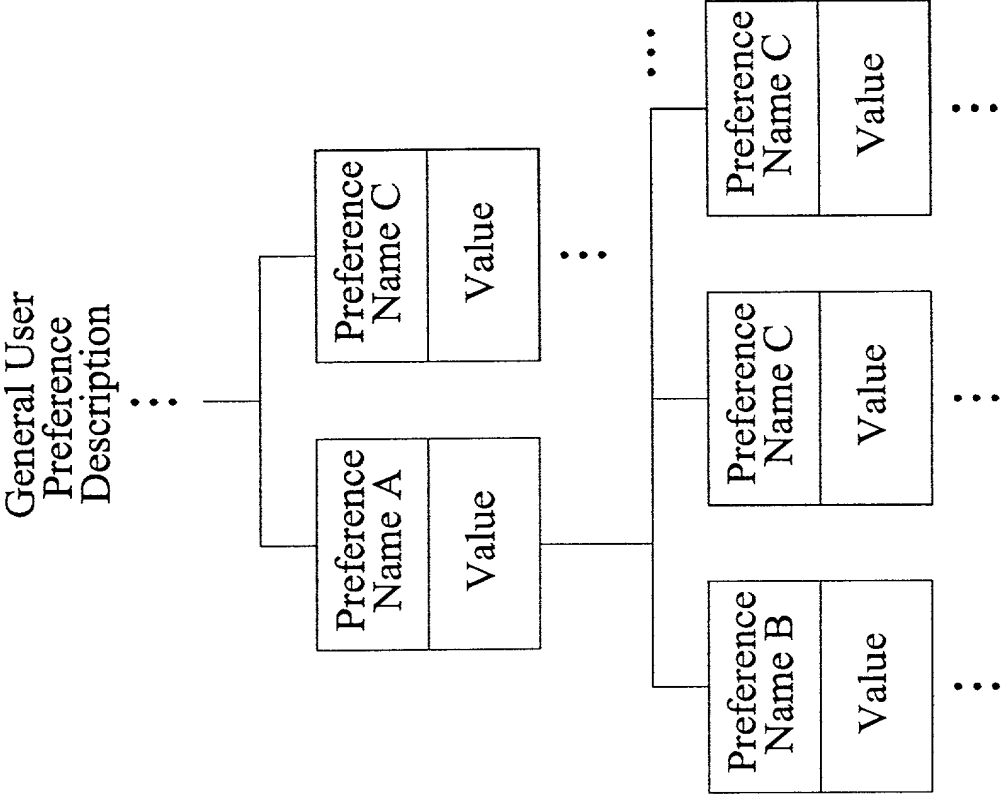 General User
Preference
Description
Preference
Name A
Value
Preference
Name C
Value
Preference
Name B
Value
Preference
Name C
Value
Preference
Name C
Value